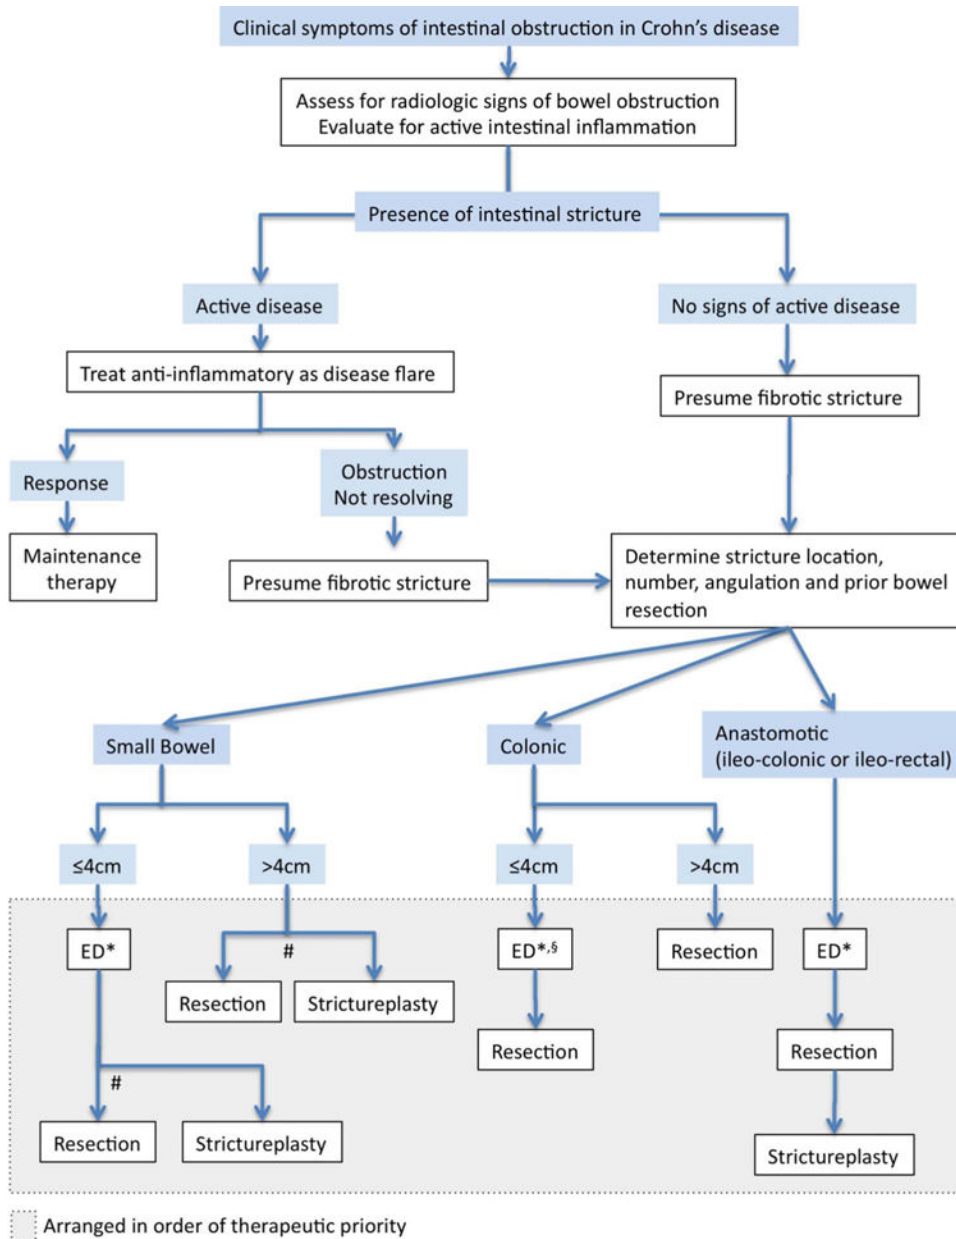 Clinical symptoms of intestinal obstruction in Crohn's disease
Assess for radiologic signs of bowel obstruction
Evaluate for active intestinal inflammation
Presence of intestinal stricture
Active disease
No signs of active disease
Treat anti-inflammatory as disease flare
Presume fibrotic stricture
Response
Obstruction
Not resolving
Maintenance
therapy
Presume fibrotic stricture
Determine stricture location,
number, angulation and prior bowel
resection
Small Bowel
Colonic
Anastomotic
(ileo-colonic or ileo-rectal)
≤4cm
>4cm
≤4cm
>4cm
ED*
#
ED*,§
Resection
ED*
Resection
Strictureplasty
Resection
Resection
#
Resection
Strictureplasty
Strictureplasty
Arranged in order of therapeutic priority